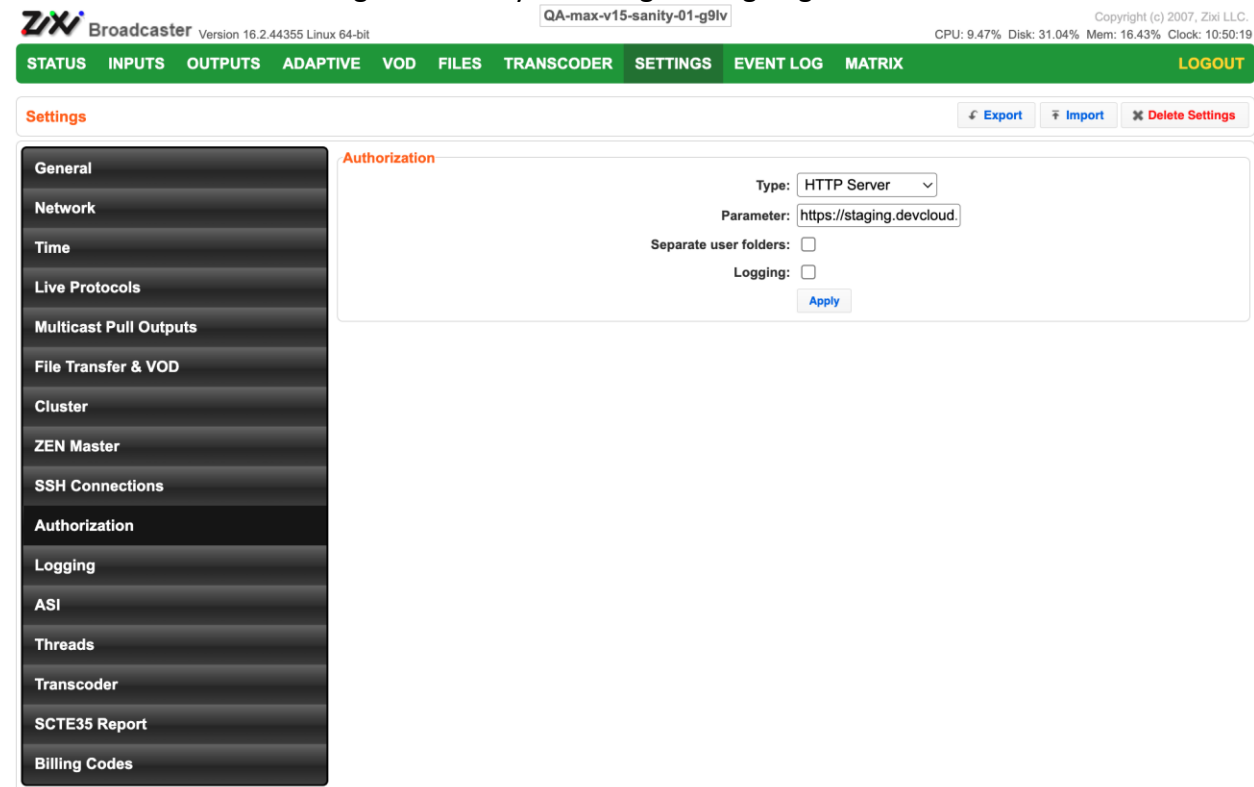 ZiXi Broadcaster Version 16.2.44355 Linux 64-bit
QA-max-v15-sanity-01-g9lv
Copyright (c) 2007, Zixi LLC.
CPU: 9.47% Disk: 31.04% Mem: 16.43% Clock: 10:50:19
STATUS INPUTS OUTPUTS ADAPTIVE VOD FILES TRANSCODER SETTINGS EVENT LOG MATRIX LOGOUT
Settings Export Import Delete Settings
General
Network
Time
Live Protocols
Multicast Pull Outputs
File Transfer & VOD
Cluster
ZEN Master
SSH Connections
Authorization
Logging
ASI
Threads
Transcoder
SCTE35 Report
Billing Codes
Authorization
Type: HTTP Server
Parameter: https://staging.devcloud.
Separate user folders:
Logging:
Apply